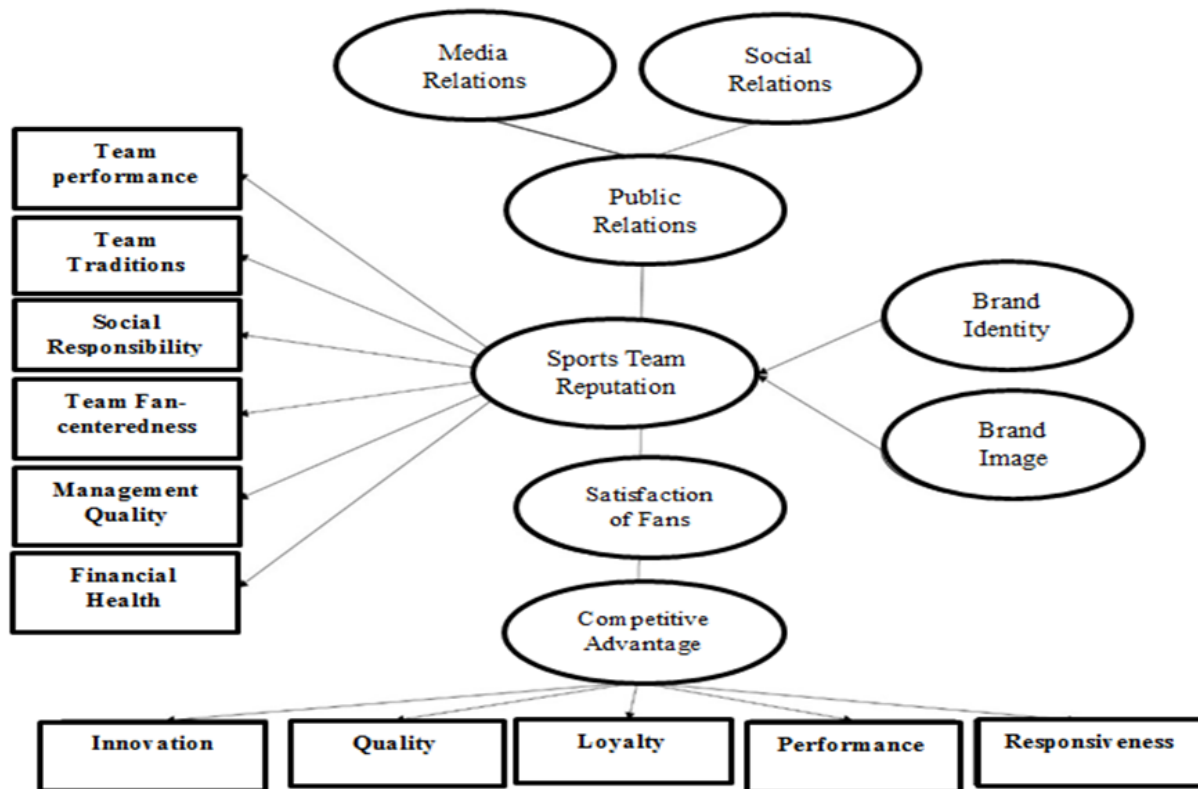 Media
Relations
Social
Relations
Team
performance
Public
Relations
Team
Traditions
Brand
Identity
Social
Responsibility
Sports Team
Reputation
Team Fan-
centeredness
Brand
Image
Management
Quality
Satisfaction
of Fans
Financial
Health
Competitive
Advantage
Innovation
Quality
Loyalty
Performance
Responsiveness